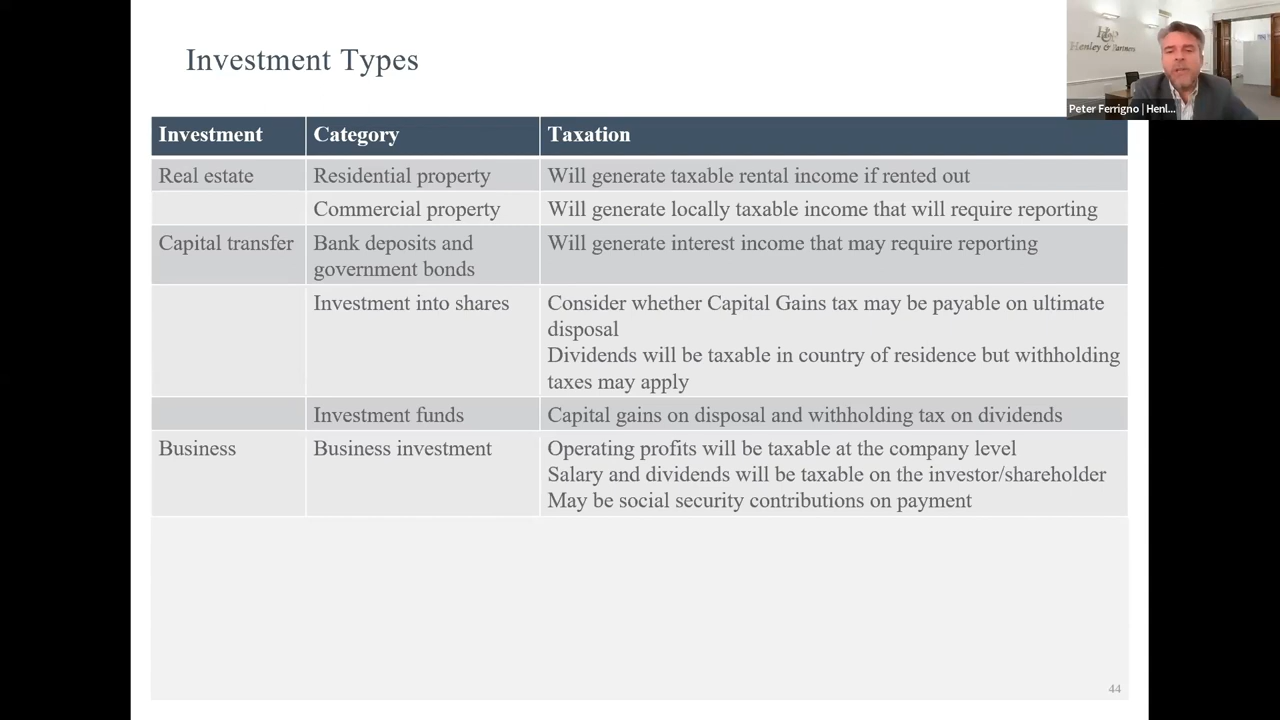 Investment Types
H&P
Henley & Partners
Peter Ferrigno | Henl...
Investment Category Taxation
Real estate Residential property Will generate taxable rental income if rented out
Commercial property Will generate locally taxable income that will require reporting
Capital transfer Bank deposits and Will generate interest income that may require reporting
government bonds
Investment into shares Consider whether Capital Gains tax may be payable on ultimate
disposal
Dividends will be taxable in country of residence but withholding
taxes may apply
Investment funds Capital gains on disposal and withholding tax on dividends
Business Business investment Operating profits will be taxable at the company level
Salary and dividends will be taxable on the investor/shareholder
May be social security contributions on payment
44